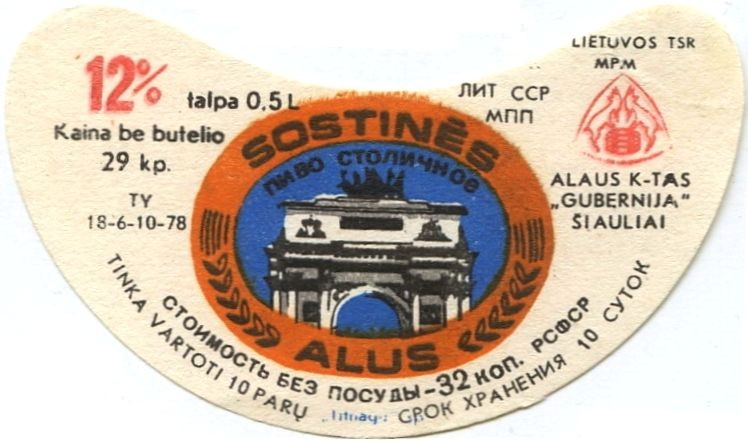 12%
talpa 0,5 L
Kaina be butelio
29 kp.
ТУ
18-6-10-78
LIETUVOS TSR
МРМ
ЛИТ ССР
МПП
ALAUS K-TAS
„GUBERNIJA“
ŠIAULIAI
SOSTINĖS
ПИВО СТОЛИЧНОЕ
ALUS
СТОИМОСТЬ БЕЗ ПОСУДЫ-32 коп. РСФСР
TINKA VARTOTI 10 PARŲ
СРОК ХРАНЕНИЯ 10 СУТОК